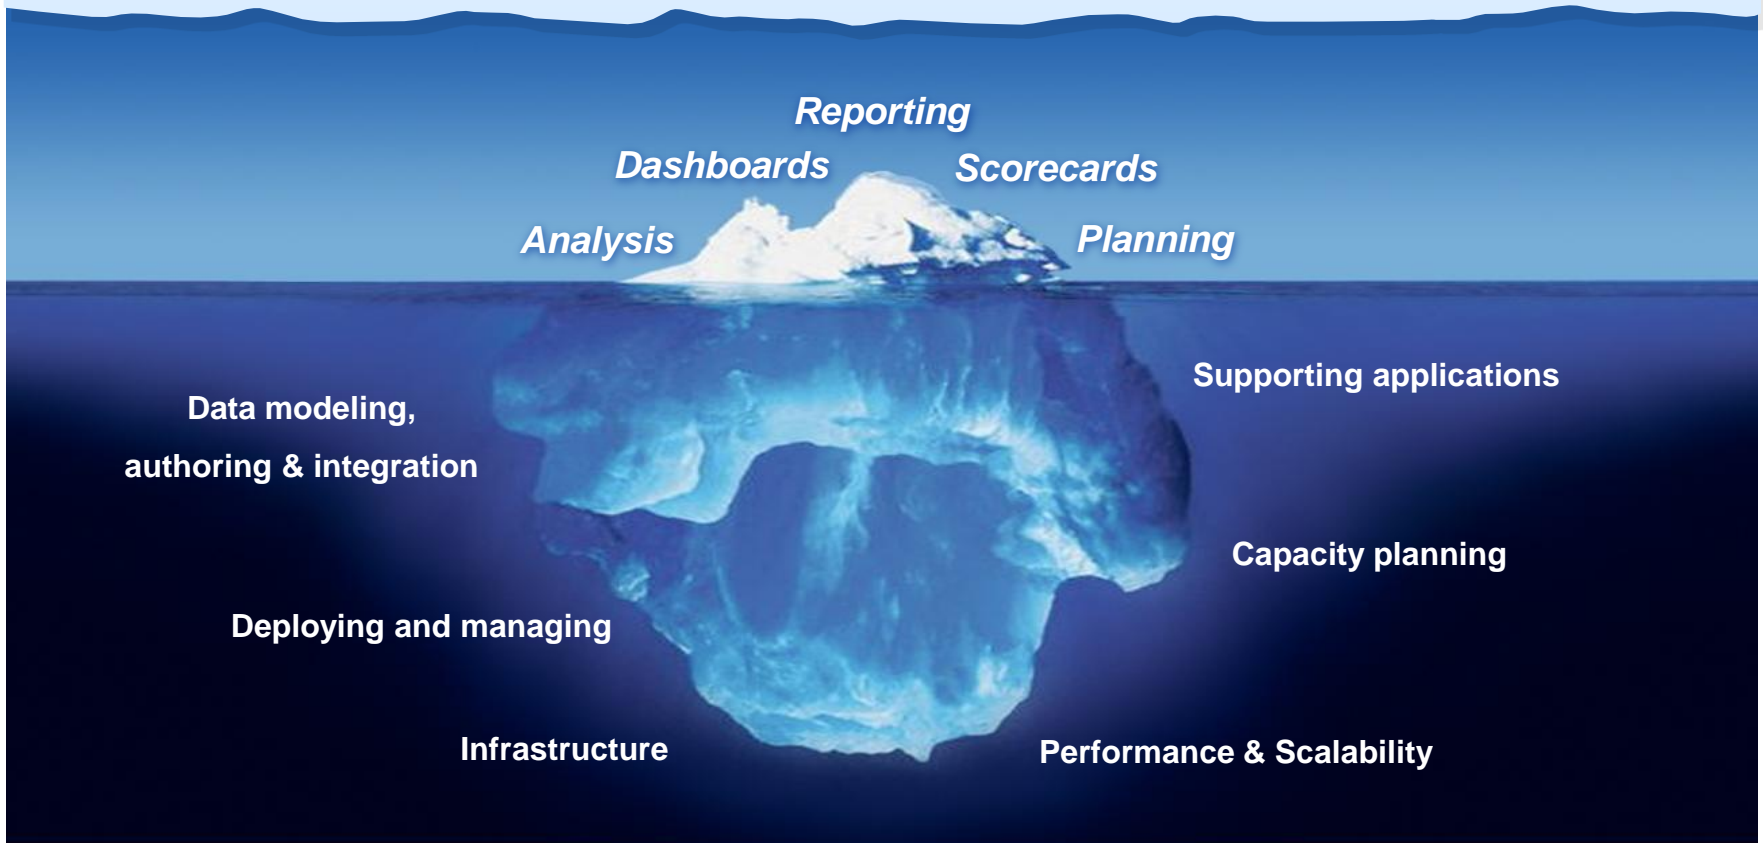 Reporting
Dashboards
Scorecards
Analysis
Planning
Supporting applications
Data modeling,
authoring & integration
Capacity planning
Deploying and managing
Infrastructure
Performance & Scalability